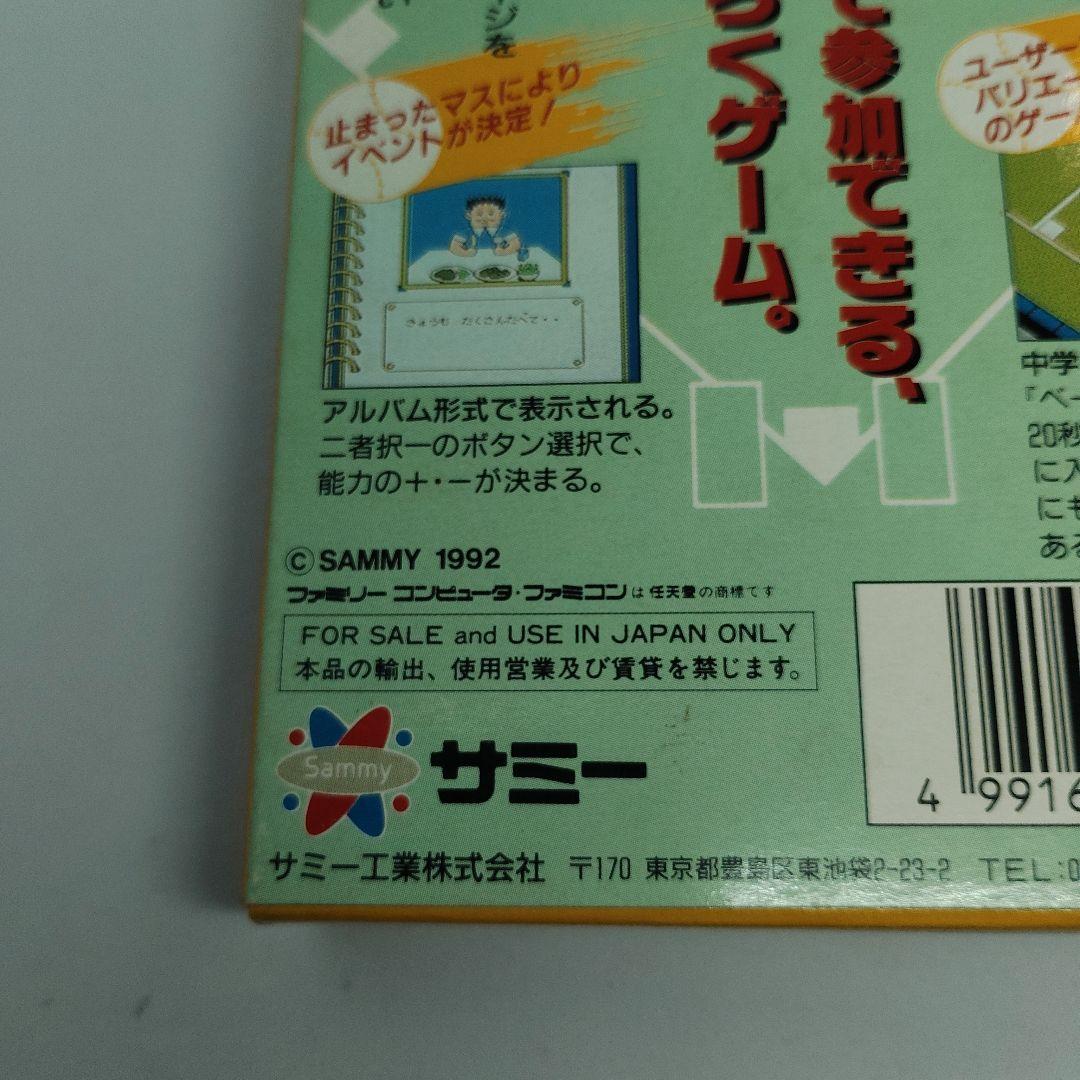 ジを
止まったマスにより
イベントが決定！
で参加できる、
らくゲーム。
ユーザー
バリエー
のゲー
きょうも たくさんたべて・・
アルバム形式で表示される。
二者択一のボタン選択で、
能力の＋・－が決まる。
中学
「ベー
20秒
に入
にも
ある
© SAMMY 1992
ファミリーコンピュータ・ファミコンは任天堂の商標です
FOR SALE and USE IN JAPAN ONLY
本品の輸出、使用営業及び賃貸を禁じます。
Sammy
サミー
4 9916
サミー工業株式会社 〒170 東京都豊島区東池袋2-23-2 TEL:0